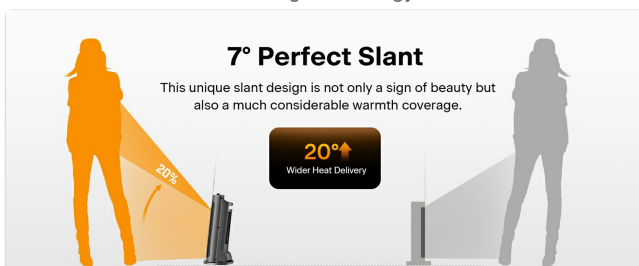 7° Perfect Slant
This unique slant design is not only a sign of beauty but
also a much considerable warmth coverage.
20°
Wider Heat Delivery
20%